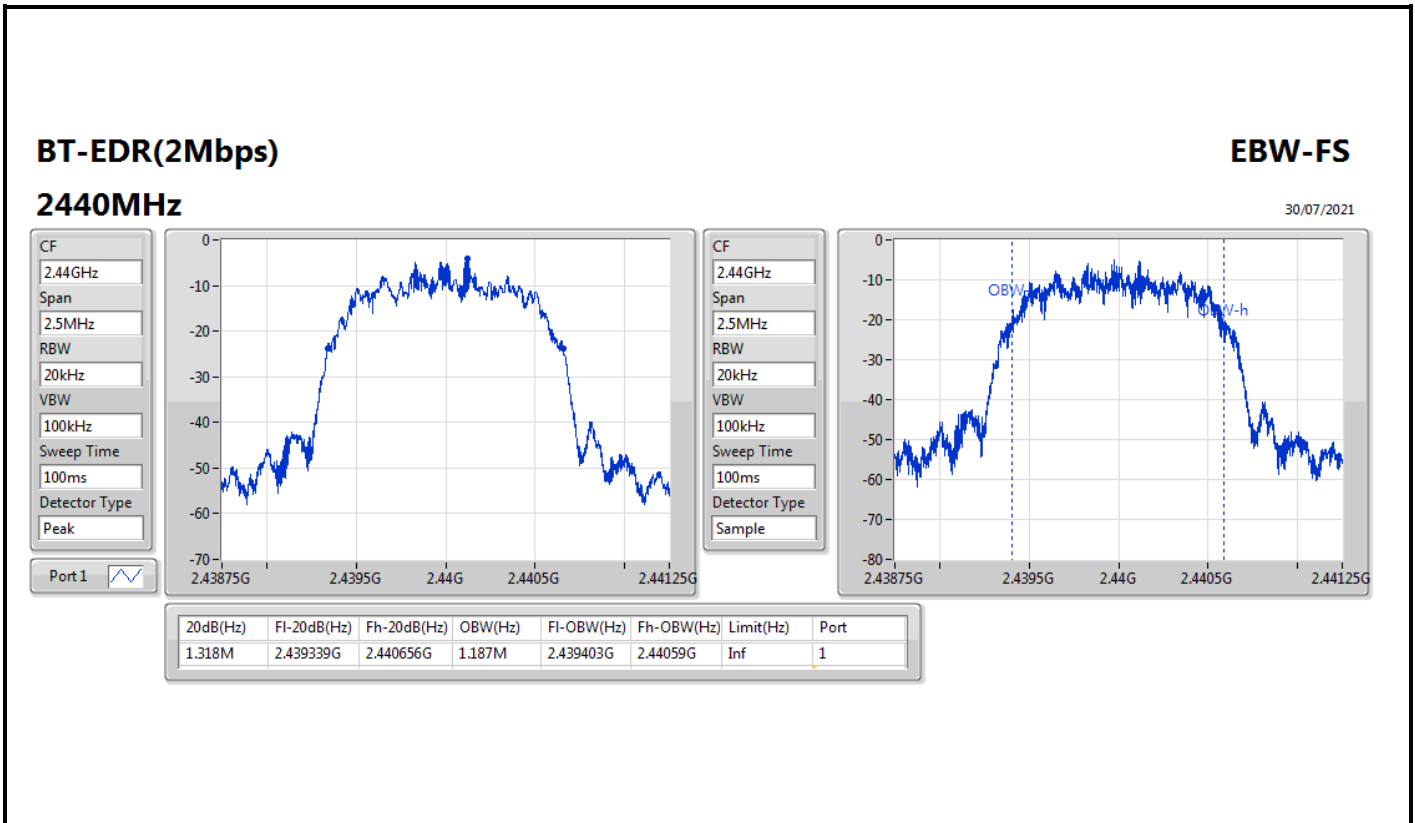 BT-EDR(2Mbps)
EBW-FS
2440MHz
30/07/2021
CF
2.44GHz
Span
2.5MHz
RBW
20kHz
VBW
100kHz
Sweep Time
100ms
Detector Type
Peak
Port 1
0
-10
-20
-30
-40
-50
-60
-70
2.43875G 2.4395G 2.44G 2.4405G 2.44125G
CF
2.44GHz
Span
2.5MHz
RBW
20kHz
VBW
100kHz
Sweep Time
100ms
Detector Type
Sample
0
-10
-20
-30
-40
-50
-60
-70
-80
OBW
OBW-h
2.43875G 2.4395G 2.44G 2.4405G 2.44125G
20dB(Hz) Fl-20dB(Hz) Fh-20dB(Hz) OBW(Hz) Fl-OBW(Hz) Fh-OBW(Hz) Limit(Hz) Port
1.318M 2.439339G 2.440656G 1.187M 2.439403G 2.44059G Inf 1